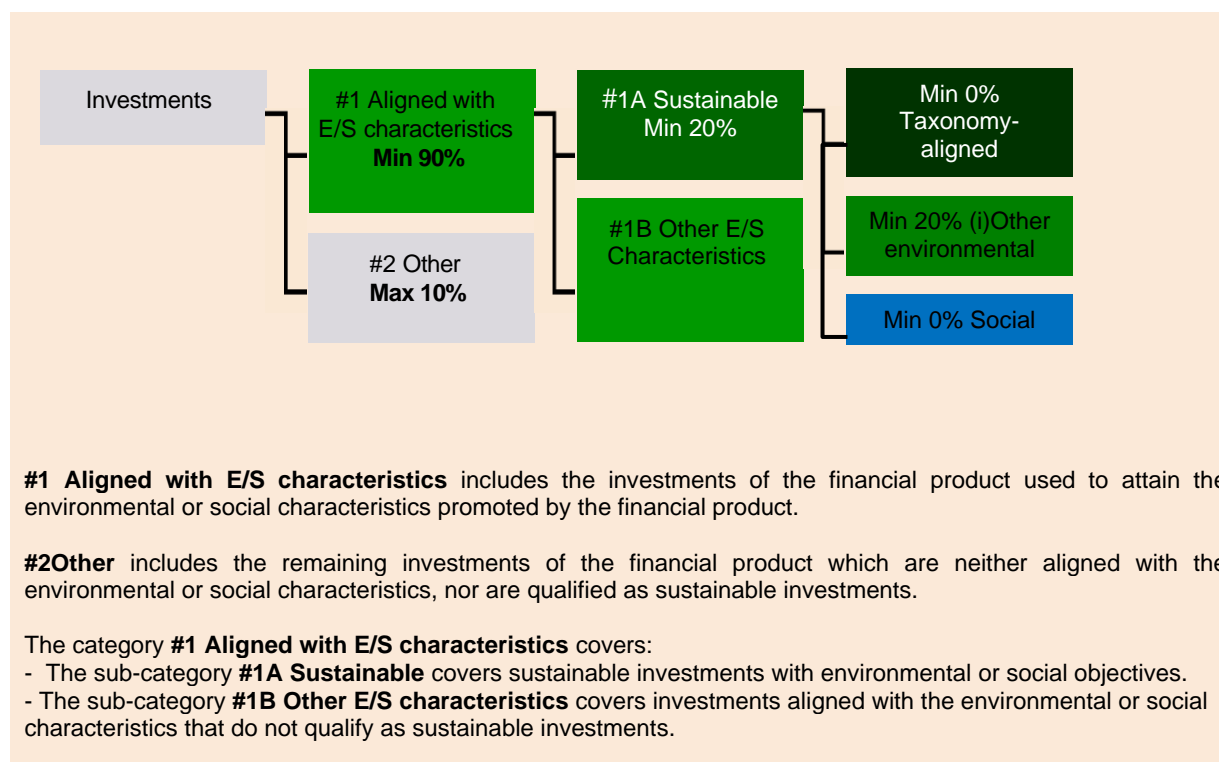 Investments
#1 Aligned with
E/S characteristics
Min 90%
#2 Other
Max 10%
#1A Sustainable
Min 20%
#1B Other E/S
Characteristics
Min 0%
Taxonomy-
aligned
Min 20% (i)Other
environmental
Min 0% Social
#1 Aligned with E/S characteristics includes the investments of the financial product used to attain the
environmental or social characteristics promoted by the financial product.
#2Other includes the remaining investments of the financial product which are neither aligned with the
environmental or social characteristics, nor are qualified as sustainable investments.
The category #1 Aligned with E/S characteristics covers:
- The sub-category #1A Sustainable covers sustainable investments with environmental or social objectives.
- The sub-category #1B Other E/S characteristics covers investments aligned with the environmental or social
characteristics that do not qualify as sustainable investments.